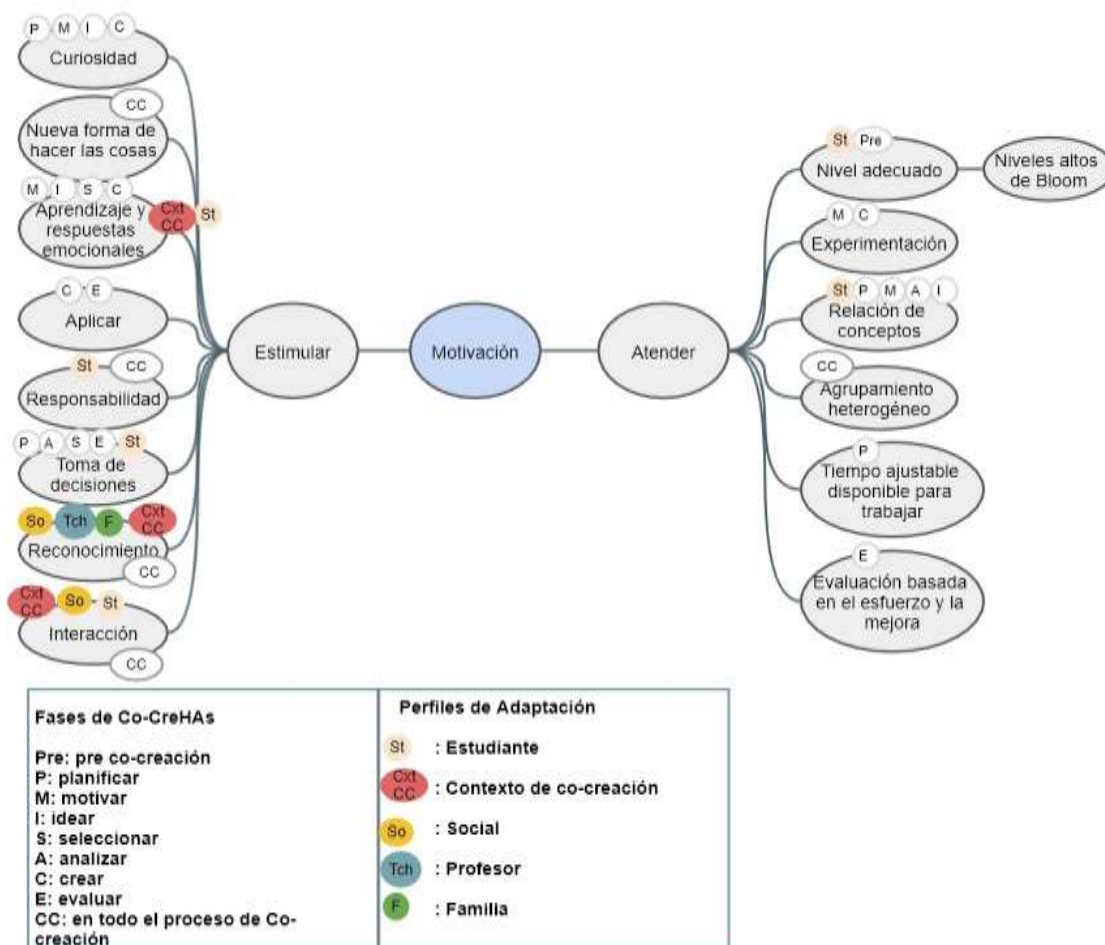 P M I C
Curiosidad
CC
Nueva forma de
hacer las cosas
M I S C
Aprendizaje y
respuestas
emocionales
Cxt
CC
St
C E
Aplicar
St CC
Responsabilidad
P A S E St
Toma de
decisiones
So Tch F Cxt
CC
Reconocimiento
CC
Cxt
CC
So St
Interacción
CC
Estimular
Motivación
Atender
St Pre
Nivel adecuado
Niveles altos
de Bloom
M C
Experimentación
St P M A I
Relación de
conceptos
CC
Agrupamiento
heterogéneo
P
Tiempo ajustable
disponible para
trabajar
E
Evaluación basada
en el esfuerzo y la
mejora
Fases de Co-CreHAs
Pre: pre co-creación
P: planificar
M: motivar
I: idear
S: seleccionar
A: analizar
C: crear
E: evaluar
CC: en todo el proceso de Co-
creación
Perfiles de Adaptación
St : Estudiante
Cxt
CC : Contexto de co-creación
So : Social
Tch : Profesor
F : Familia